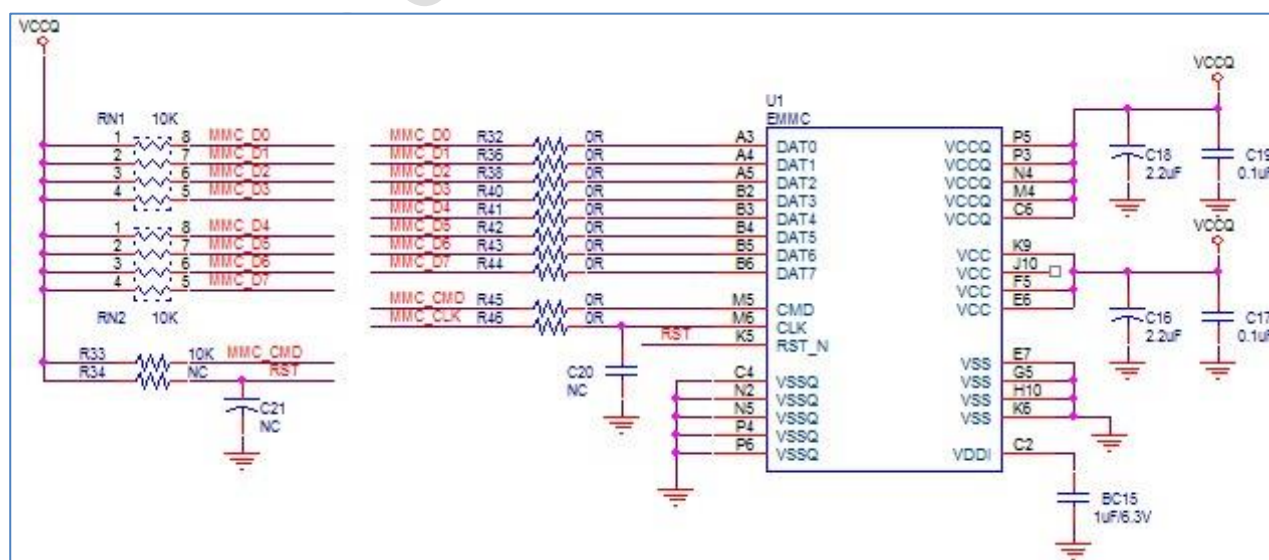 VCCQ
RN1 10K
1 8 MMC_D0
2 7 MMC_D1
3 6 MMC_D2
4 5 MMC_D3
1 8 MMC_D4
2 7 MMC_D5
3 6 MMC_D6
4 5 MMC_D7
RN2 10K
R33 10K MMC_CMD
R34 NC RST
C21
NC
MMC_D0 R32 0R
MMC_D1 R36 0R
MMC_D2 R38 0R
MMC_D3 R40 0R
MMC_D4 R41 0R
MMC_D5 R42 0R
MMC_D6 R43 0R
MMC_D7 R44 0R
MMC_CMD R45 0R
MMC_CLK R46 0R
RST
C20
NC
U1
EMMC
A3 DAT0
A4 DAT1
A5 DAT2
B2 DAT3
B3 DAT4
B4 DAT5
B5 DAT6
B6 DAT7
M5 CMD
M6 CLK
K5 RST_N
C4 VSSQ
N2 VSSQ
N5 VSSQ
P4 VSSQ
P6 VSSQ
VCCQ P5
VCCQ P3
VCCQ N4
VCCQ M4
VCCQ C6
VCC K9
VCC J10
VCC F5
VCC E6
VSS E7
VSS G5
VSS H10
VSS K6
VDDI C2
VCCQ
C18
2.2uF
C19
0.1uF
VCCQ
C16
2.2uF
C17
0.1uF
BC15
1uF/6.3V